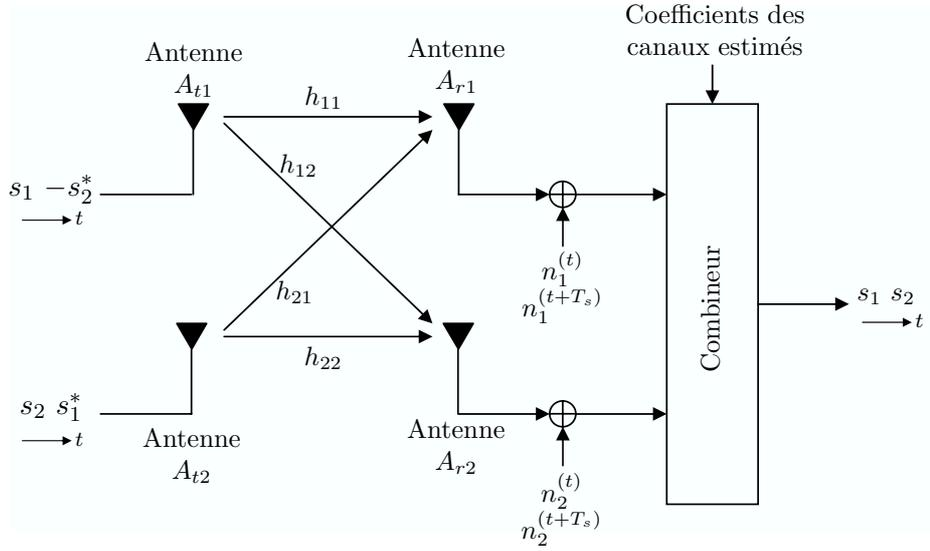 Coefficients des
canaux estimés
Antenne
A_{t1}
Antenne
A_{r1}
h_{11}
h_{12}
s_1 -s_2^*
t
n_1^{(t)}
n_1^{(t+T_s)}
h_{21}
h_{22}
Combineur
s_1 s_2
t
s_2 s_1^*
t
Antenne
A_{t2}
Antenne
A_{r2}
n_2^{(t)}
n_2^{(t+T_s)}